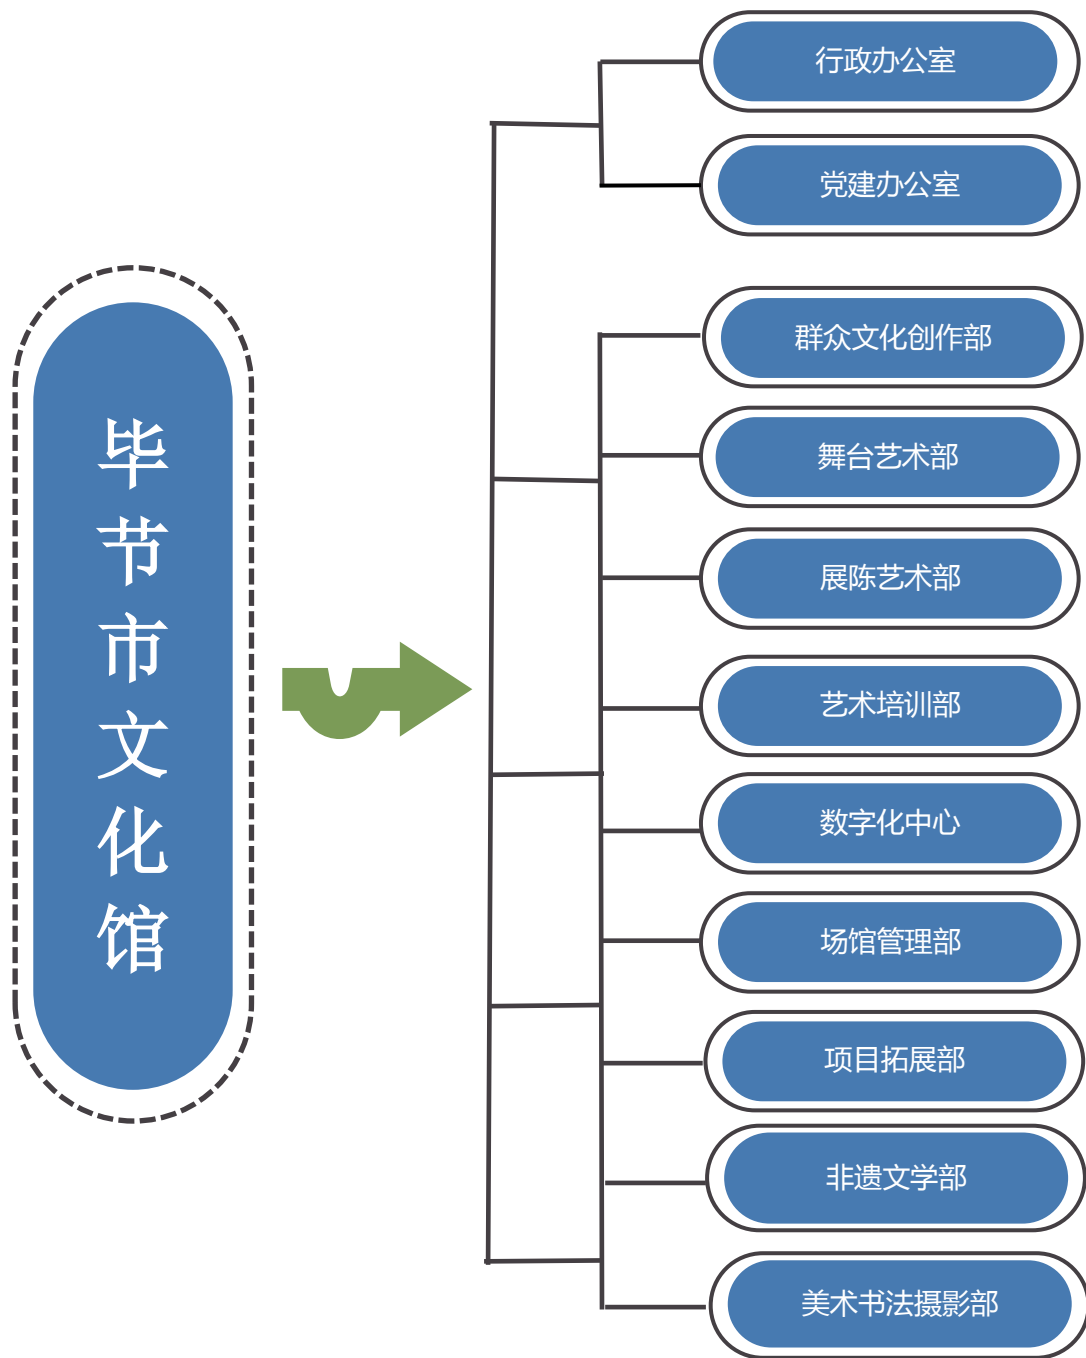 毕节市文化馆
行政办公室
党建办公室
群众文化创作部
舞台艺术部
展陈艺术部
艺术培训部
数字化中心
场馆管理部
项目拓展部
非遗文学部
美术书法摄影部